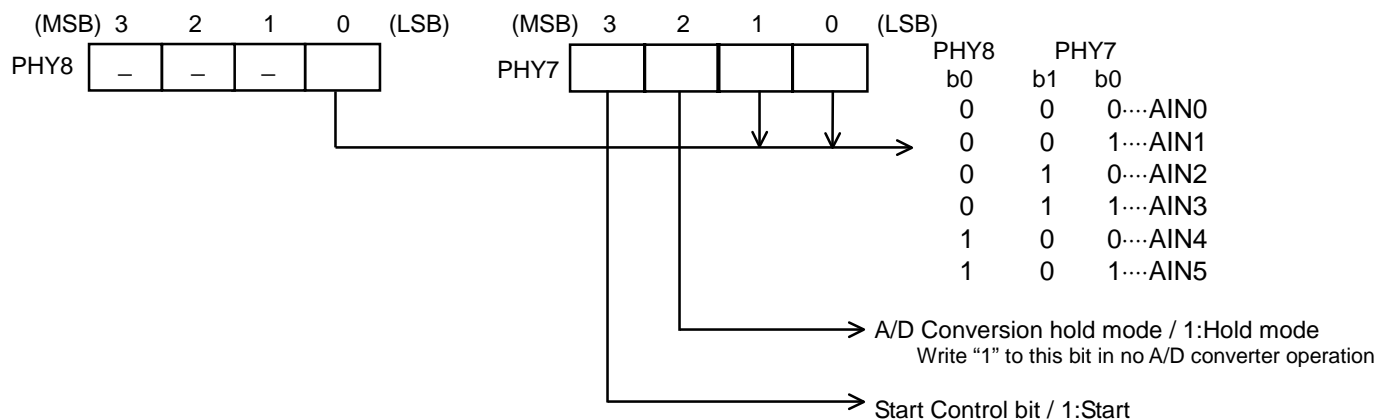 (MSB) 3 2 1 0 (LSB)
PHY8 _ _ _
(MSB) 3 2 1 0 (LSB)
PHY7
PHY8 PHY7
b0 b1 b0
0 0 0····AIN0
0 0 1····AIN1
0 1 0····AIN2
0 1 1····AIN3
1 0 0····AIN4
1 0 1····AIN5
A/D Conversion hold mode / 1:Hold mode
Write “1” to this bit in no A/D converter operation
Start Control bit / 1:Start